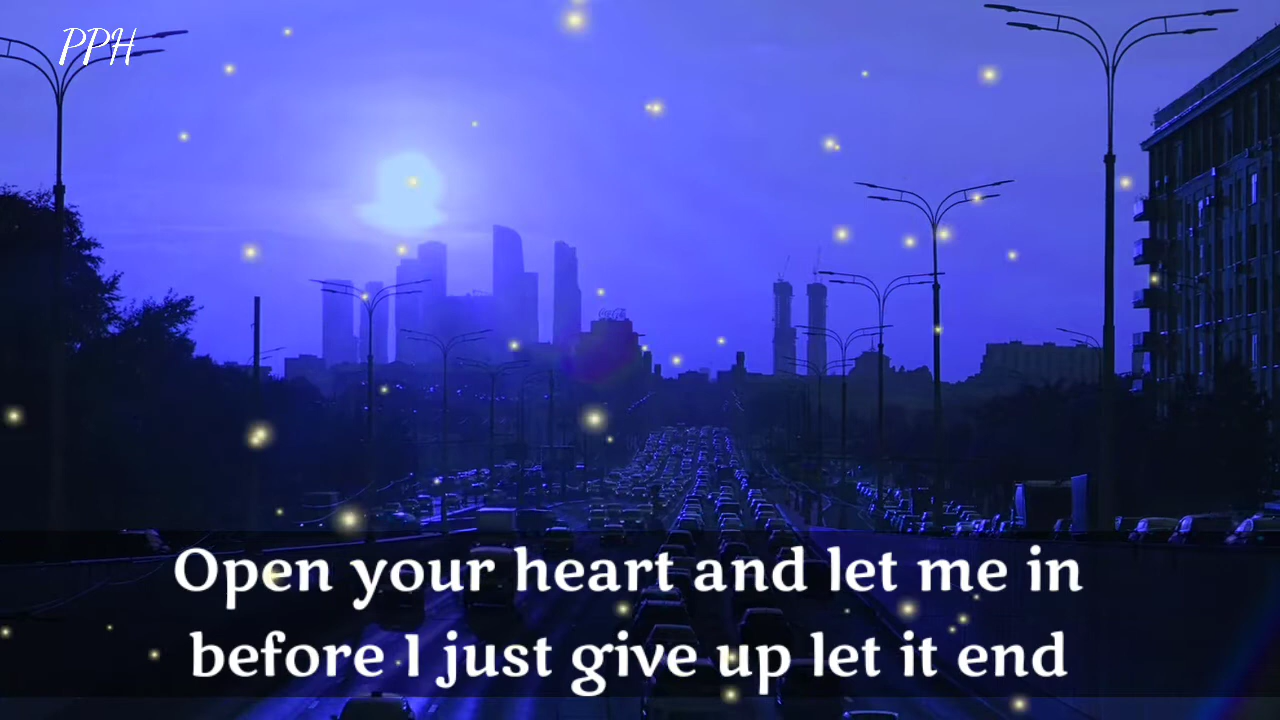 PPH
Open your heart and let me in
before I just give up let it end